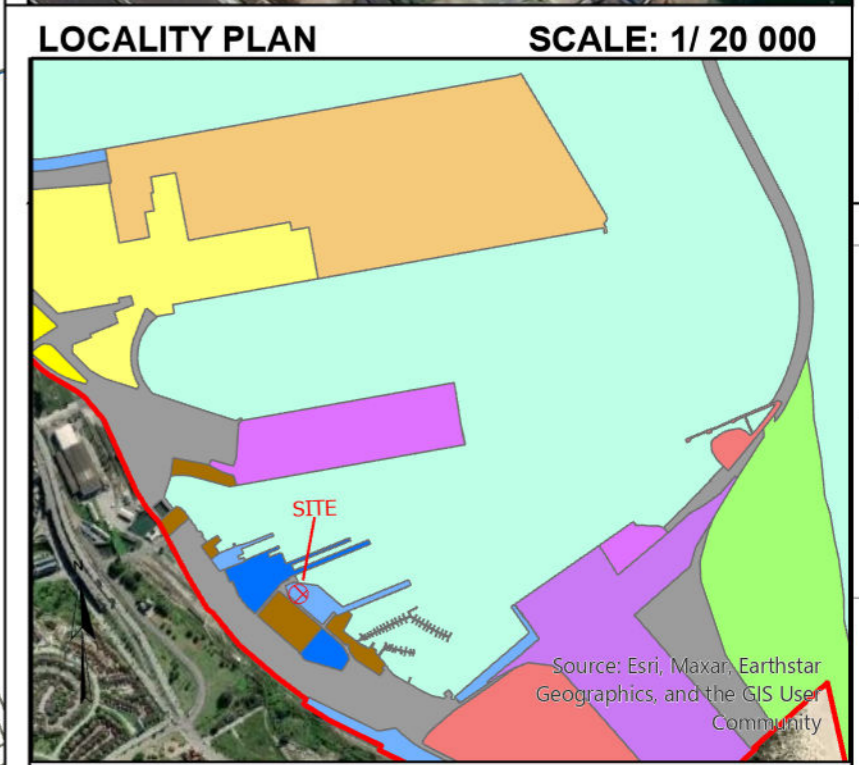 LOCALITY PLAN SCALE: 1/ 20 000
SITE
N
Source: Esri, Maxar, Earthstar
Geographics, and the GIS User
Community